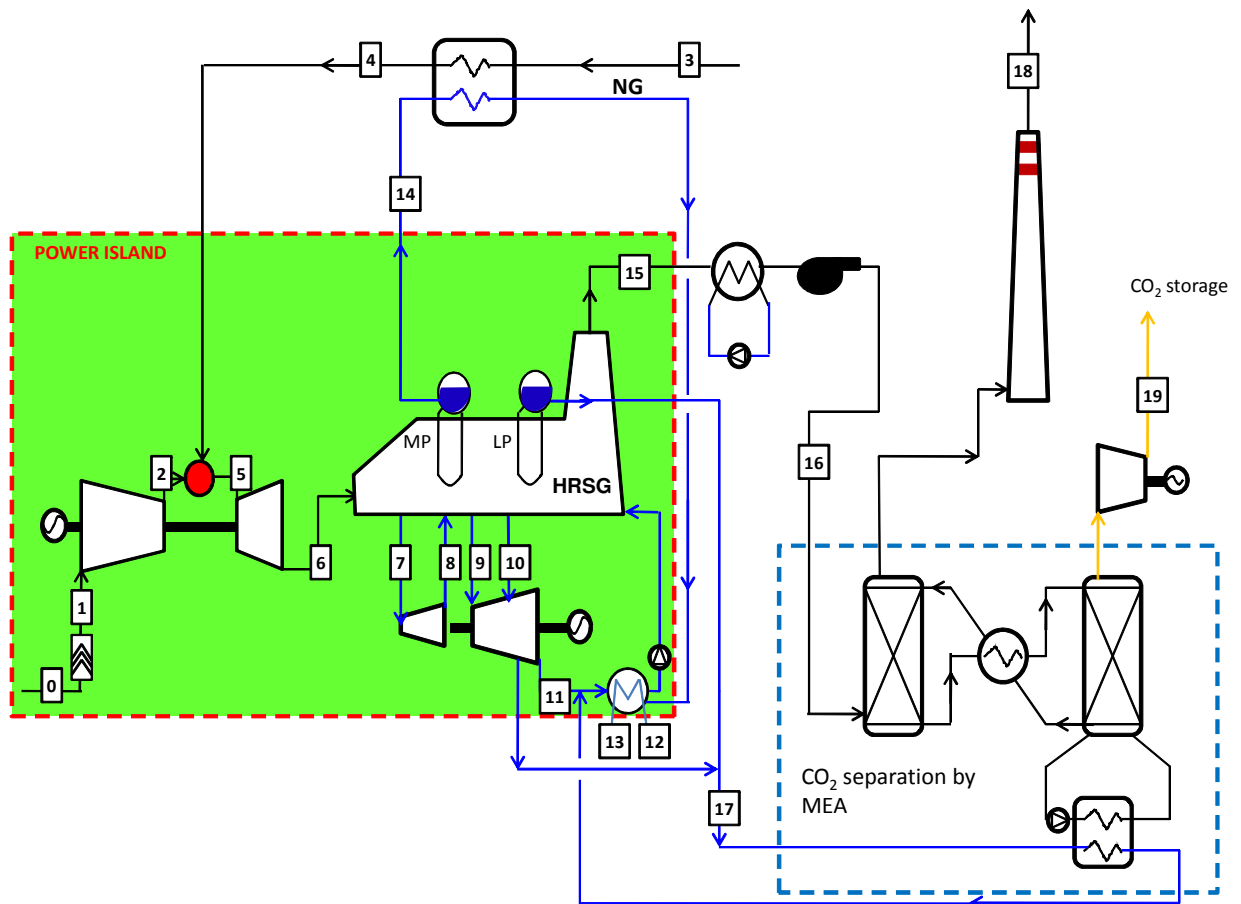 4
3
18
NG
14
POWER ISLAND
15
CO₂ storage
19
MP
LP
16
2
5
HRSG
6
7
8
9
10
1
0
11
13
12
CO₂ separation by
MEA
17